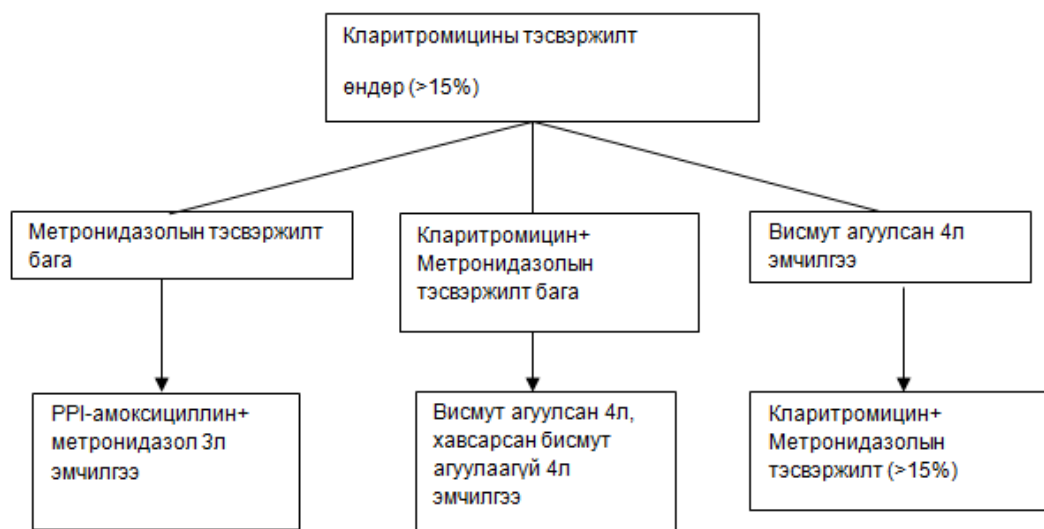 Кларитромицины тэсвэржилт
өндөр (>15%)
Метронидазолын тэсвэржилт
бага
Кларитромицин+
Метронидазолын
тэсвэржилт бага
Висмут агуулсан 4л
эмчилгээ
PPI-амоксициллин+
метронидазол 3л
эмчилгээ
Висмут агуулсан 4л,
хавсарсан бисмут
агуулаагүй 4л
эмчилгээ
Кларитромицин+
Метронидазолын
тэсвэржилт (>15%)